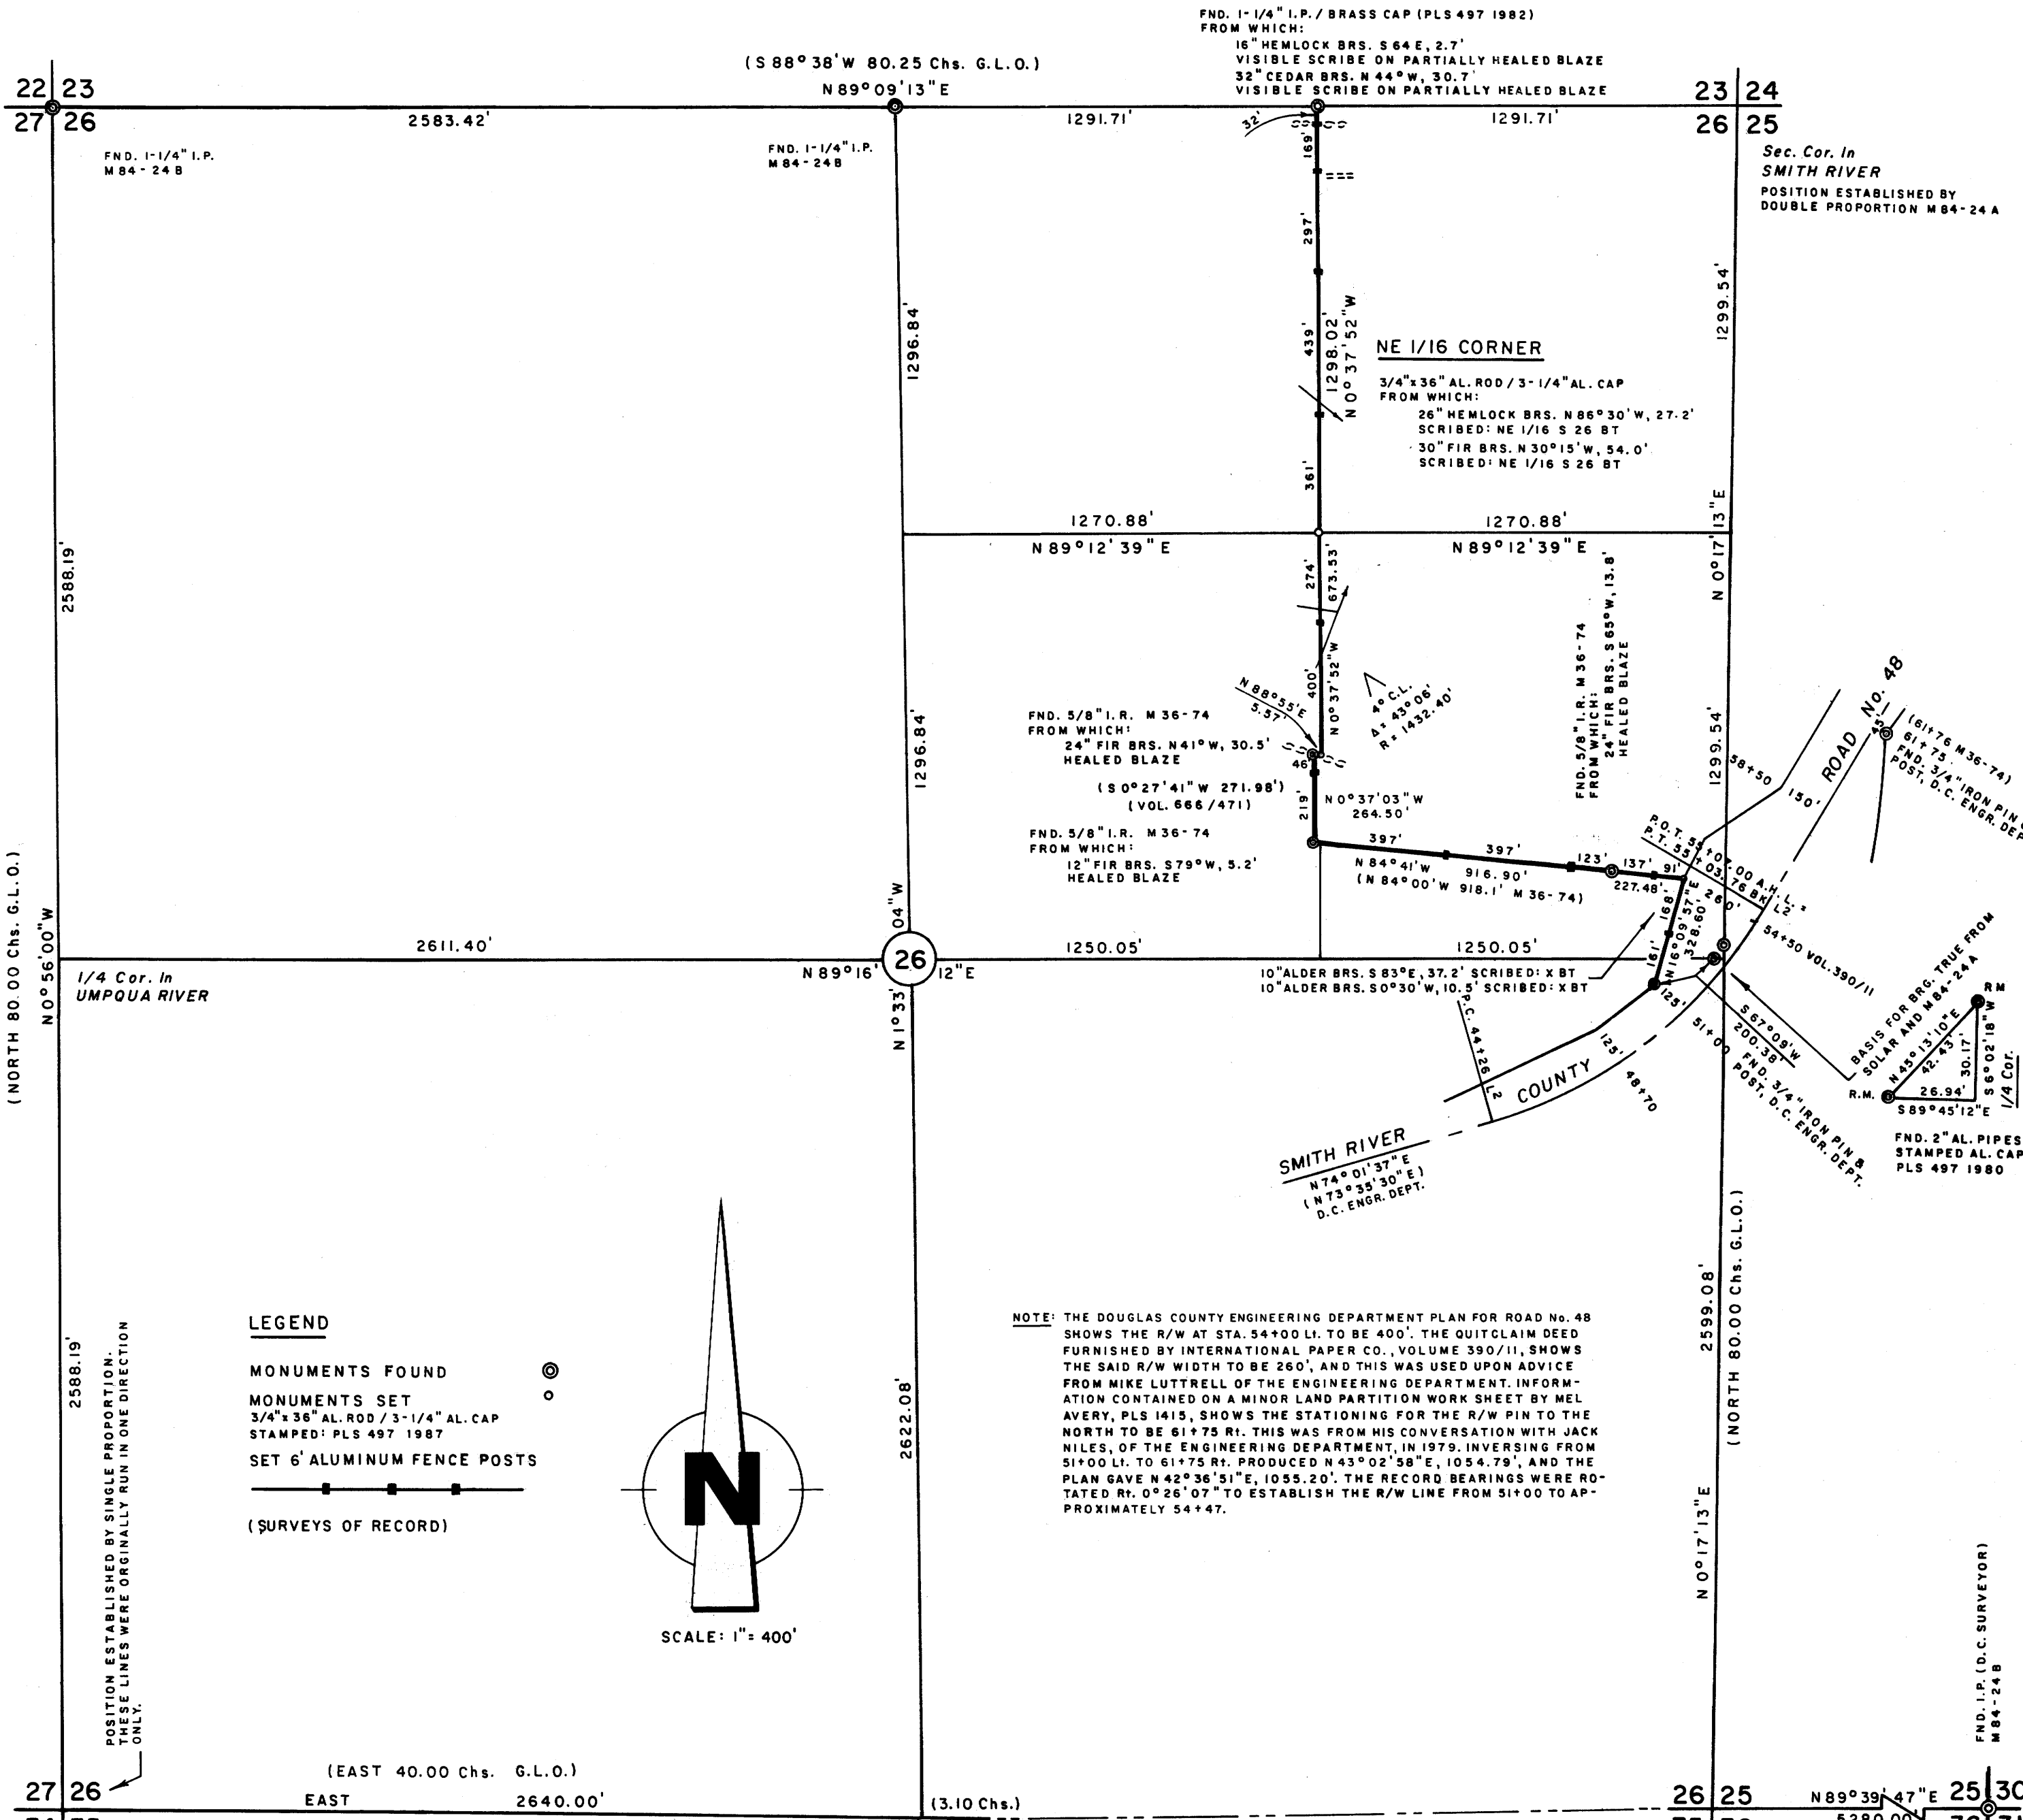 FND. 1-1/4" I.P. / BRASS CAP (PLS 497 1982)
FROM WHICH:
16" HEMLOCK BRS. S 64 E, 2.7'
VISIBLE SCRIBE ON PARTIALLY HEALED BLAZE
32" CEDAR BRS. N 44° W, 30.7'
VISIBLE SCRIBE ON PARTIALLY HEALED BLAZE
(S 88° 38' W 80.25 Chs. G.L.O.)
N 89° 09' 13" E
22 23
27 26
2583.42'
1291.71'
32'
1291.71'
23 24
26 25
FND. 1-1/4" I.P.
M 84-24 B
FND. 1-1/4" I.P.
M 84-24 B
Sec. Cor. In
SMITH RIVER
POSITION ESTABLISHED BY
DOUBLE PROPORTION M 84-24 A
169'
297'
439'
361'
1298.02'
N 0° 37' 52" W
1296.84'
1299.54'
NE 1/16 CORNER
3/4" x 36" AL. ROD / 3-1/4" AL. CAP
FROM WHICH:
26" HEMLOCK BRS. N 86° 30' W, 27.2'
SCRIBED: NE 1/16 S 26 BT
30" FIR BRS. N 30° 15' W, 54.0'
SCRIBED: NE 1/16 S 26 BT
1270.88'
N 89° 12' 39" E
1270.88'
N 89° 12' 39" E
N 0° 17' 13" E
2588.19'
274'
673.53'
400'
N 0° 37' 52" W
FND. 5/8" I.R. M 36-74
FROM WHICH:
24" FIR BRS. S 65° W, 13.8'
HEALED BLAZE
N 88° 55' E
5.57'
4° C.L.
Δ = 43° 06'
R = 1432.40'
FND. 5/8" I.R. M 36-74
FROM WHICH:
24" FIR BRS. N 41° W, 30.5'
HEALED BLAZE
46'
(S 0° 27' 41" W 271.98')
(VOL. 666/471)
219'
N 0° 37' 03" W
264.50'
FND. 5/8" I.R. M 36-74
FROM WHICH:
12" FIR BRS. S 79° W, 5.2'
HEALED BLAZE
1296.84'
1299.54'
397'
397'
123'
137'
91'
N 84° 41' W
916.90'
227.48'
(N 84° 00' W 918.1' M 36-74)
ROAD NO. 48
45'
(61+76 M 36-74)
61+75
FND. 3/4" IRON PIN
POST, D.C. ENGR. DEP
58+50
150'
P.O.T. 55+07.00 A.H. L. =
P.T. 55+03.76 BK L2
260'
54+50 VOL. 390/11
168'
161'
N 16° 09' 57" E
328.60'
(NORTH 80.00 Chs. G.L.O.)
N 0° 56' 00" W
2611.40'
1/4 Cor. In
UMPQUA RIVER
N 89° 16' 12" E
26
N 1° 33' 04" W
1250.05'
1250.05'
10" ALDER BRS. S 83° E, 37.2' SCRIBED: X BT
10" ALDER BRS. S 0° 30' W, 10.5' SCRIBED: X BT
P.C. 44+26 L2
125'
125'
48+70
51+00
S 67° 09' W
200.38'
FND. 3/4" IRON PIN &
POST, D.C. ENGR. DEPT.
BASIS FOR BRG. TRUE FROM
SOLAR AND M 84-24 A
RM
N 45° 13' 10" E
42.43'
30.17'
S 6° 02' 18" W
R.M.
26.94'
S 89° 45' 12" E
1/4 Cor.
FND. 2" AL. PIPES
STAMPED AL. CAP
PLS 497 1980
COUNTY
SMITH RIVER
N 74° 01' 37" E
(N 73° 35' 30" E)
D.C. ENGR. DEPT.
2599.08'
(NORTH 80.00 Chs. G.L.O.)
N 0° 17' 13" E
LEGEND
MONUMENTS FOUND
MONUMENTS SET
3/4" x 36" AL. ROD / 3-1/4" AL. CAP
STAMPED: PLS 497 1987
SET 6' ALUMINUM FENCE POSTS
(SURVEYS OF RECORD)
N
SCALE: 1" = 400'
2622.08'
NOTE: THE DOUGLAS COUNTY ENGINEERING DEPARTMENT PLAN FOR ROAD No. 48
SHOWS THE R/W AT STA. 54+00 Lt. TO BE 400'. THE QUITCLAIM DEED
FURNISHED BY INTERNATIONAL PAPER CO., VOLUME 390/11, SHOWS
THE SAID R/W WIDTH TO BE 260', AND THIS WAS USED UPON ADVICE
FROM MIKE LUTTRELL OF THE ENGINEERING DEPARTMENT. INFORM-
ATION CONTAINED ON A MINOR LAND PARTITION WORK SHEET BY MEL
AVERY, PLS 1415, SHOWS THE STATIONING FOR THE R/W PIN TO THE
NORTH TO BE 61+75 Rt. THIS WAS FROM HIS CONVERSATION WITH JACK
NILES, OF THE ENGINEERING DEPARTMENT, IN 1979. INVERSING FROM
51+00 Lt. TO 61+75 Rt. PRODUCED N 43° 02' 58" E, 1054.79', AND THE
PLAN GAVE N 42° 36' 51" E, 1055.20'. THE RECORD BEARINGS WERE RO-
TATED Rt. 0° 26' 07" TO ESTABLISH THE R/W LINE FROM 51+00 TO AP-
PROXIMATELY 54+47.
2588.19'
POSITION ESTABLISHED BY SINGLE PROPORTION.
THESE LINES WERE ORIGINALLY RUN IN ONE DIRECTION
ONLY.
FND. I.P. (D.C. SURVEYOR)
M 84-24 B
27 26
(EAST 40.00 Chs. G.L.O.)
EAST 2640.00'
(3.10 Chs.)
26 25
N 89° 39' 47" E
25 30